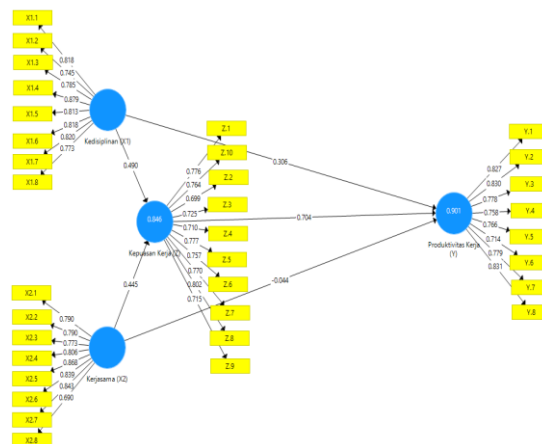 X1.1
X1.2
X1.3
X1.4
X1.5
X1.6
X1.7
X1.8
0.818
0.745
0.785
0.879
0.813
0.818
0.820
0.773
Kedisiplinan (X1)
0.490
0.306
Z.1
Z.10
Z.2
Z.3
Z.4
Z.5
Z.6
Z.7
Z.8
Z.9
0.776
0.764
0.699
0.725
0.710
0.777
0.757
0.770
0.802
0.715
0.846
Kepuasan Kerja (Z)
0.704
0.445
-0.044
Y.1
Y.2
Y.3
Y.4
Y.5
Y.6
Y.7
Y.8
0.827
0.830
0.778
0.758
0.766
0.714
0.779
0.831
0.901
Produktivitas Kerja
(Y)
X2.1
X2.2
X2.3
X2.4
X2.5
X2.6
X2.7
X2.8
0.790
0.790
0.773
0.806
0.868
0.839
0.843
0.690
Kerjasama (X2)